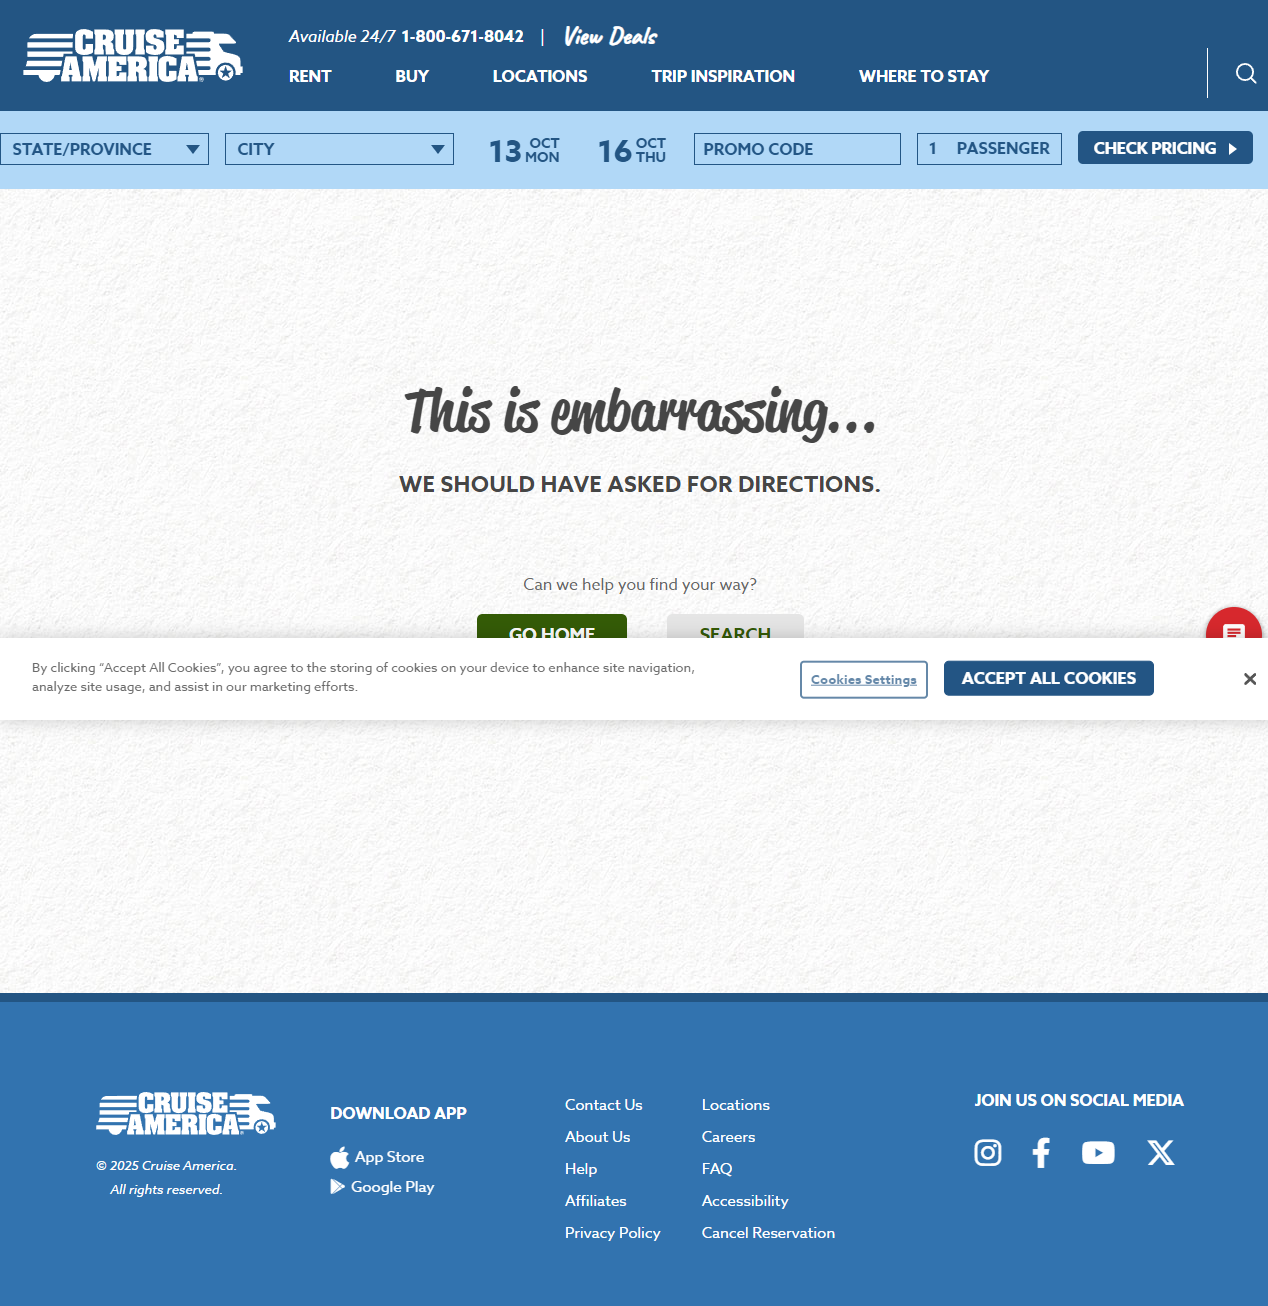 CRUISE
AMERICA
Available 24/7 1-800-671-8042 | View Deals
RENT BUY LOCATIONS TRIP INSPIRATION WHERE TO STAY
STATE/PROVINCE CITY 13 OCT MON 16 OCT THU PROMO CODE 1 PASSENGER CHECK PRICING
This is embarrassing...
WE SHOULD HAVE ASKED FOR DIRECTIONS.
Can we help you find your way?
GO HOME SEARCH
By clicking “Accept All Cookies”, you agree to the storing of cookies on your device to enhance site navigation,
analyze site usage, and assist in our marketing efforts.
Cookies Settings ACCEPT ALL COOKIES
CRUISE
AMERICA
© 2025 Cruise America.
All rights reserved.
DOWNLOAD APP
App Store
Google Play
Contact Us
About Us
Help
Affiliates
Privacy Policy
Locations
Careers
FAQ
Accessibility
Cancel Reservation
JOIN US ON SOCIAL MEDIA